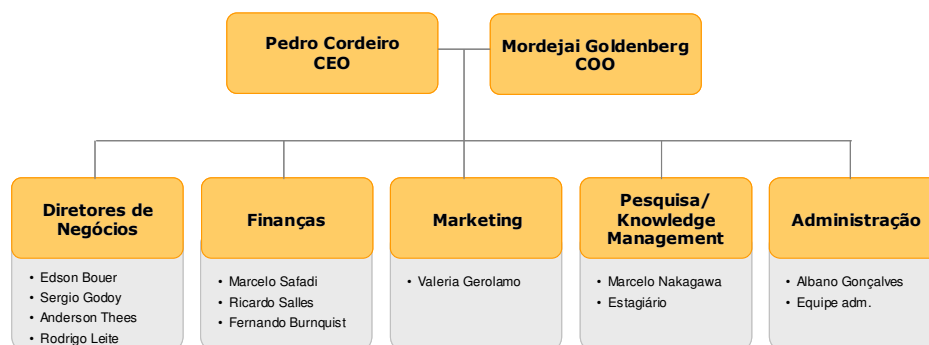 Pedro Cordeiro
CEO
Mordejai Goldenberg
COO
Diretores de
Negócios
• Edson Bouer
• Sergio Godoy
• Anderson Thees
• Rodrigo Leite
Finanças
• Marcelo Safadi
• Ricardo Salles
• Fernando Burnquist
Marketing
• Valeria Gerolamo
Pesquisa/
Knowledge
Management
• Marcelo Nakagawa
• Estagiário
Administração
• Albano Gonçalves
• Equipe adm.